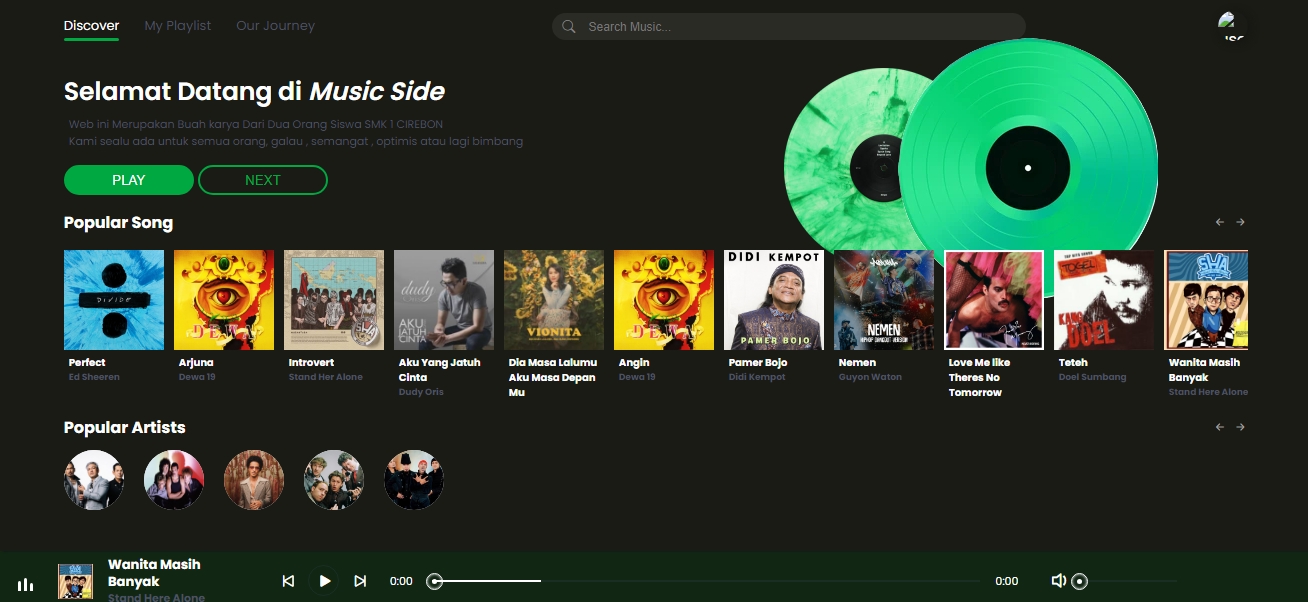 Discover My Playlist Our Journey Search Music...
Selamat Datang di Music Side
Web ini Merupakan Buah karya Dari Dua Orang Siswa SMK 1 CIREBON
Kami sealu ada untuk semua orang, galau , semangat , optimis atau lagi bimbang
PLAY NEXT
Popular Song
DIVIDE
DEWA
dudy
AKU
JATUH
CINTA
VIONITA
DEWA
DIDI KEMPOT
PAMER BOJO
NEMEN
TOGEL
KANG
DOEL
SHA
Perfect
Ed Sheeren
Arjuna
Dewa 19
Introvert
Stand Her Alone
Aku Yang Jatuh
Cinta
Dudy Oris
Dia Masa Lalumu
Aku Masa Depan
Mu
Angin
Dewa 19
Pamer Bojo
Didi Kempot
Nemen
Guyon Waton
Love Me like
Theres No
Tomorrow
Teteh
Doel Sumbang
Wanita Masih
Banyak
Stand Here Alone
Popular Artists
Wanita Masih
Banyak
Stand Here Alone
0:00 0:00